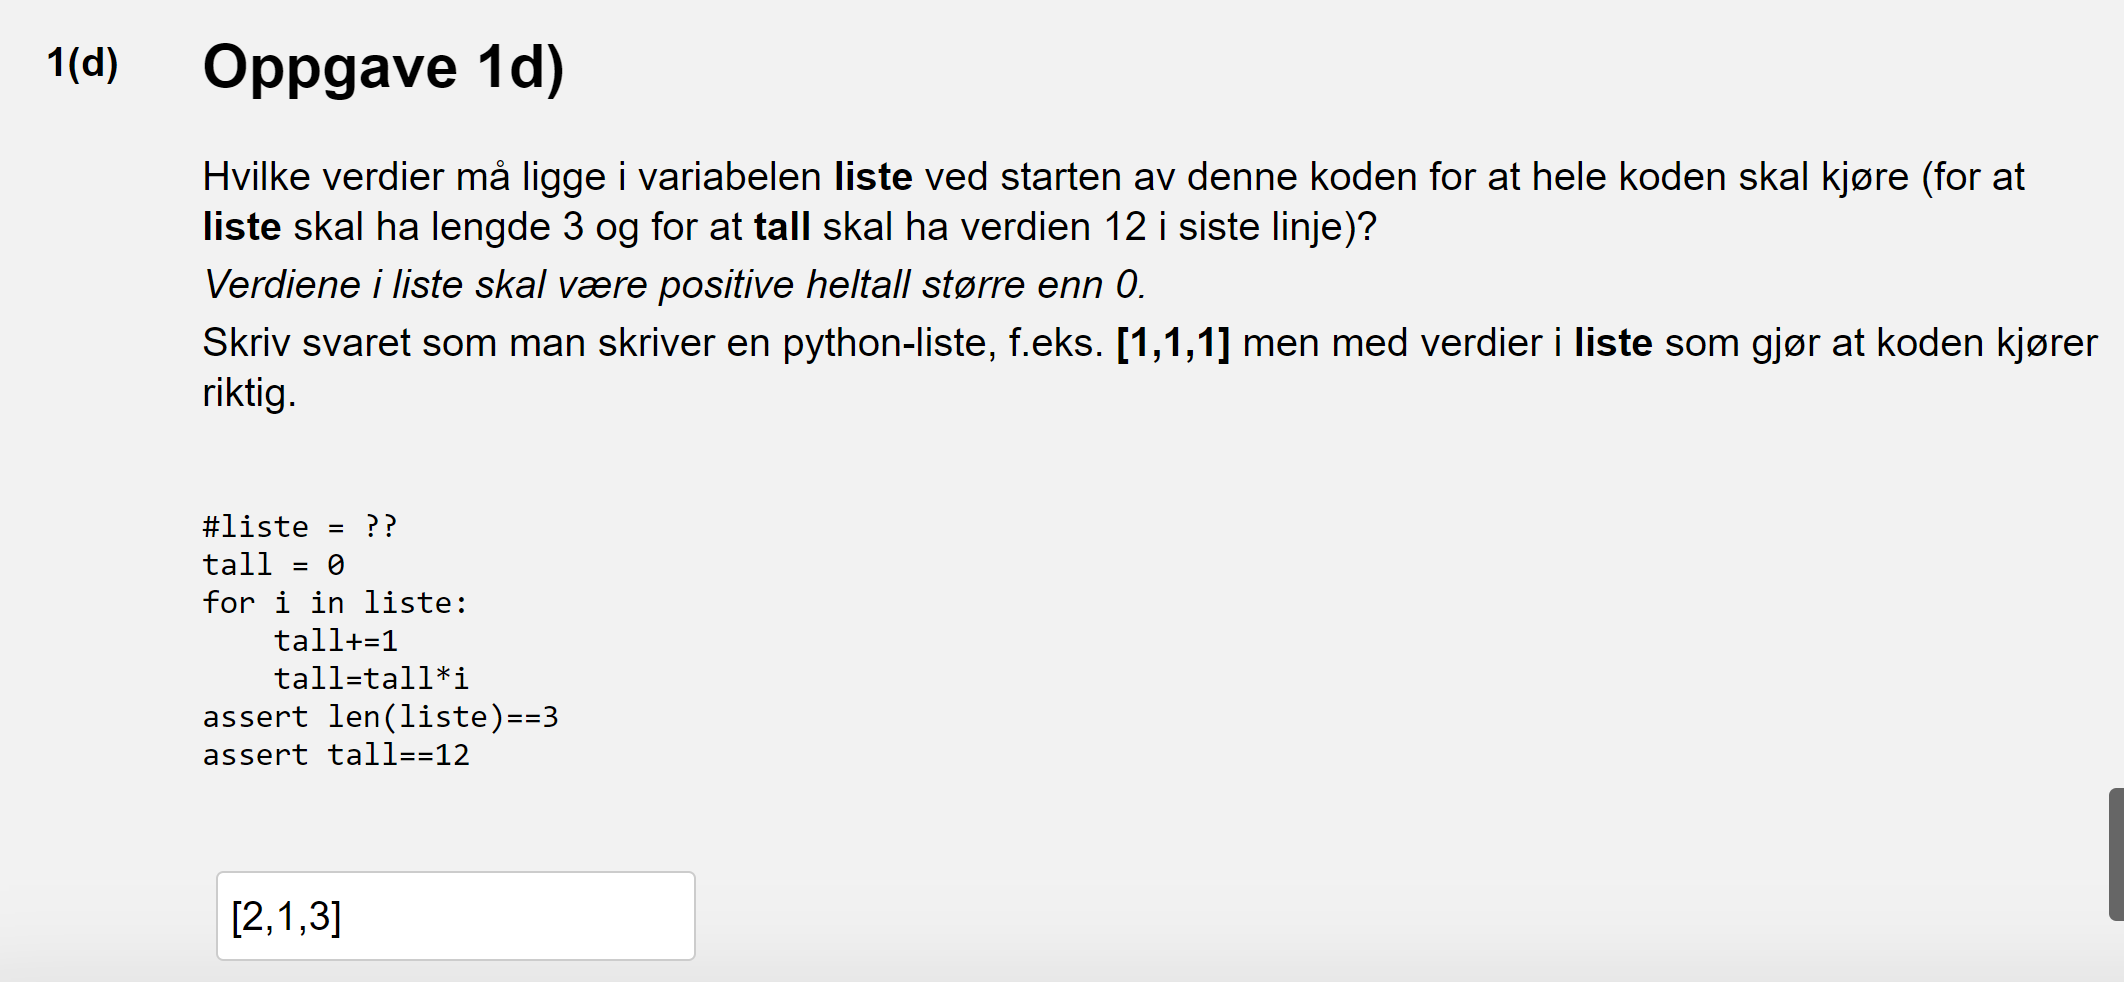 1(d) Oppgave 1d)
Hvilke verdier må ligge i variabelen liste ved starten av denne koden for at hele koden skal kjøre (for at
liste skal ha lengde 3 og for at tall skal ha verdien 12 i siste linje)?
Verdiene i liste skal være positive heltall større enn 0.
Skriv svaret som man skriver en python-liste, f.eks. [1,1,1] men med verdier i liste som gjør at koden kjører
riktig.
#liste = ??
tall = 0
for i in liste:
    tall+=1
    tall=tall*i
assert len(liste)==3
assert tall==12
[2,1,3]